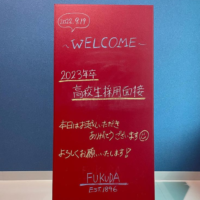 2022.9.19
~WELCOME~
2023年卒
高校生採用面接
本日はお越しいただき
ありがとうございます
よろしくお願いいたします!
FUKUDA
EST.1896